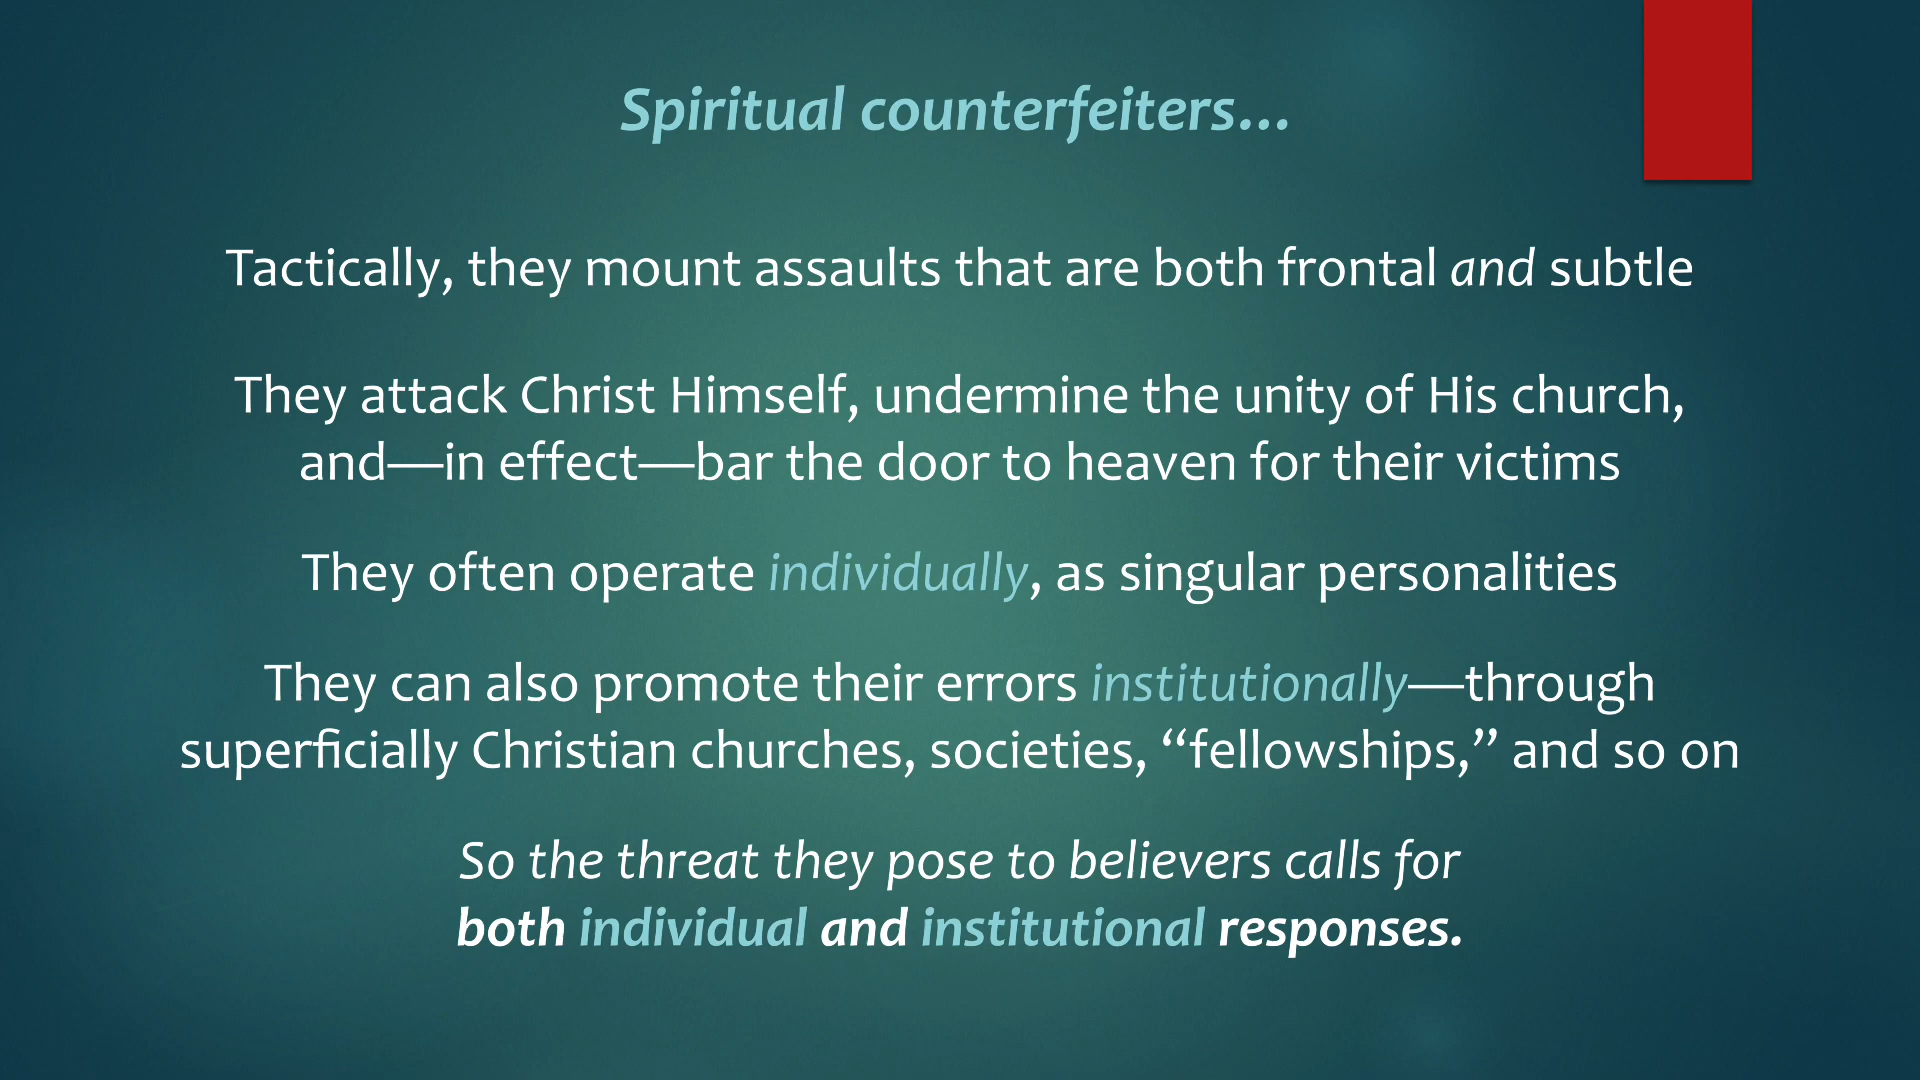 Spiritual counterfeiters…
Tactically, they mount assaults that are both frontal and subtle
They attack Christ Himself, undermine the unity of His church,
and—in effect—bar the door to heaven for their victims
They often operate individually, as singular personalities
They can also promote their errors institutionally—through
superficially Christian churches, societies, “fellowships,” and so on
So the threat they pose to believers calls for
both individual and institutional responses.